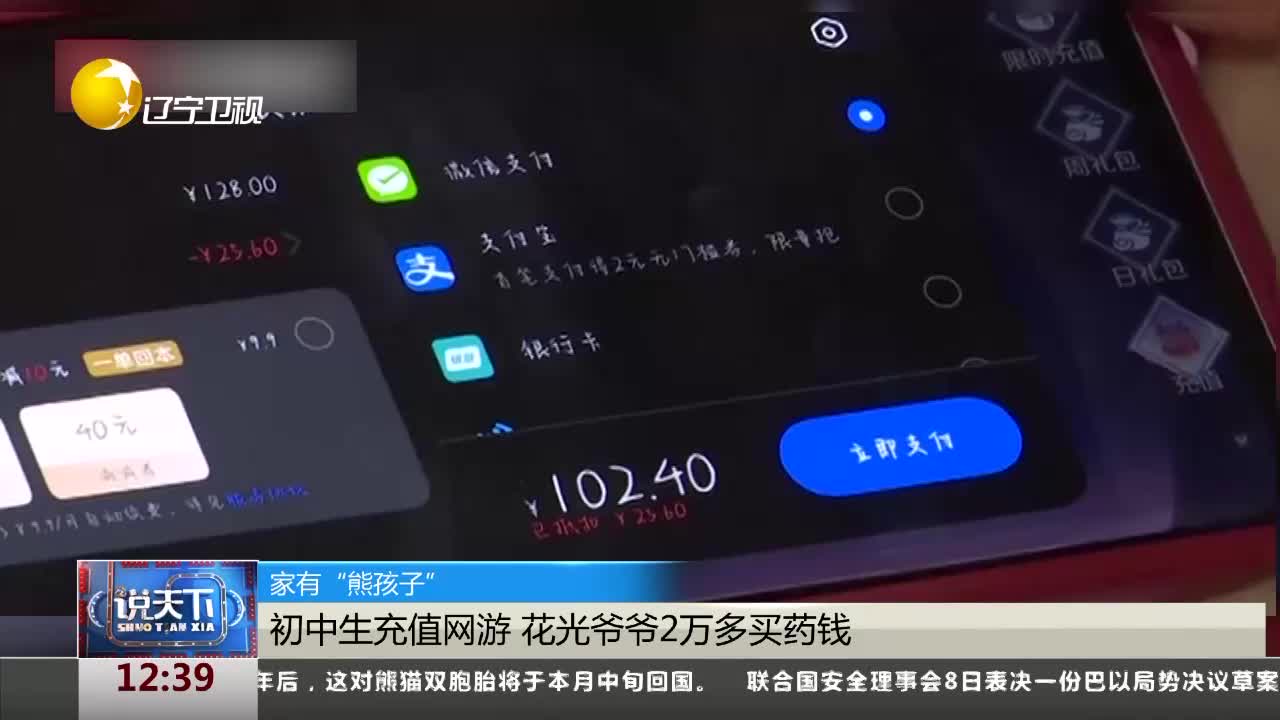 辽宁卫视
限时充值
¥128.00
微信支付
周礼包
-¥25.60
支付宝
首笔支付得2元无门槛券，限量抢
日礼包
满10元
一单回本
¥9.9
银行卡
充值
40元
¥102.40
立即支付
已抵扣 ¥25.60
家有“熊孩子”
说天下
SHUO TIAN XIA
初中生充值网游 花光爷爷2万多买药钱
12:39
年后，这对熊猫双胞胎将于本月中旬回国。 联合国安全理事会8日表决一份巴以局势决议草案